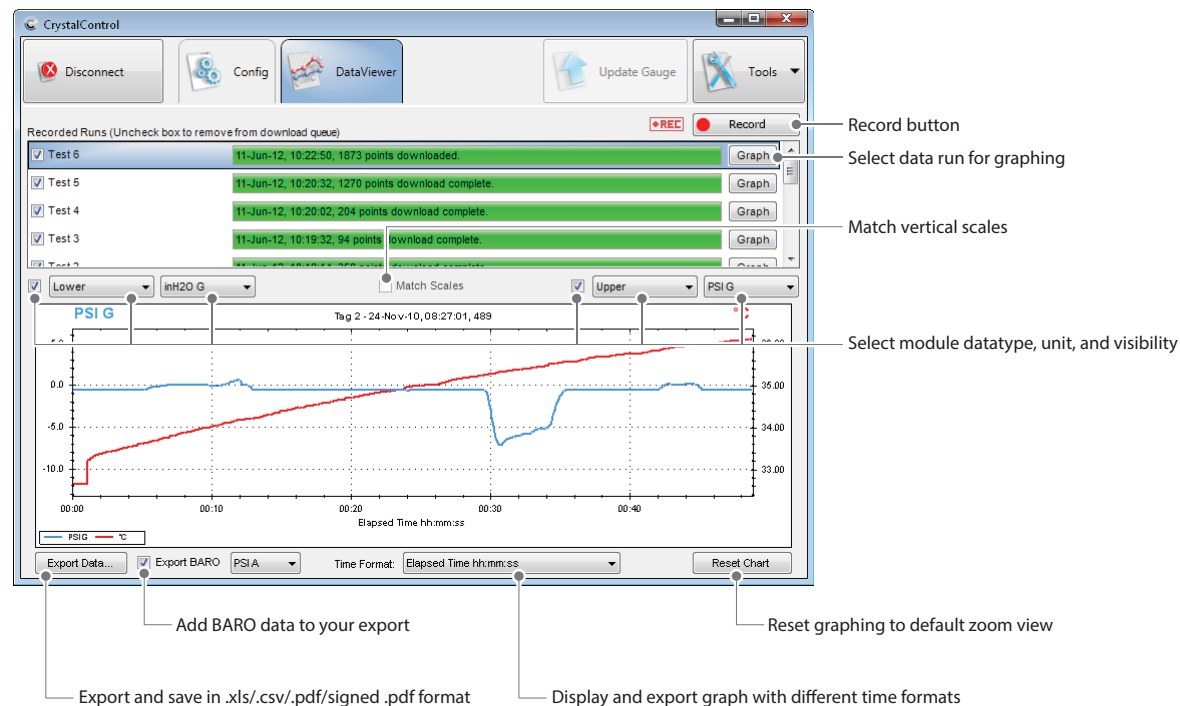 CrystalControl
Disconnect
Config
DataViewer
Update Gauge
Tools
Recorded Runs (Uncheck box to remove from download queue)
REC
Record
Record button
Test 6
11-Jun-12, 10:22:50, 1873 points downloaded.
Graph
Select data run for graphing
Test 5
11-Jun-12, 10:20:32, 1270 points download complete.
Graph
Test 4
11-Jun-12, 10:20:02, 204 points download complete.
Graph
Test 3
11-Jun-12, 10:19:32, 94 points download complete.
Graph
Match vertical scales
Lower
inH2O G
Match Scales
Upper
PSI G
PSI G
Tag 2 - 24-Nov-10, 08:27:01, 489
°C
Select module datatype, unit, and visibility
0.0
35.00
-5.0
34.00
-10.0
33.00
00:00
00:10
00:20
00:30
00:40
Elapsed Time hh:mm:ss
PSIG
°C
Export Data...
Export BARO
PSI A
Time Format:
Elapsed Time hh:mm:ss
Reset Chart
Add BARO data to your export
Reset graphing to default zoom view
Export and save in .xls/.csv/.pdf/signed .pdf format
Display and export graph with different time formats